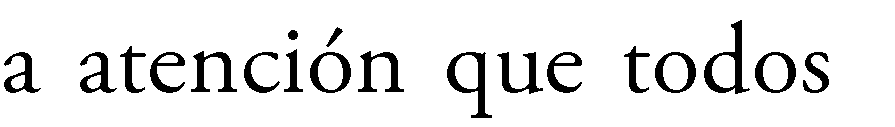 a atención que todos